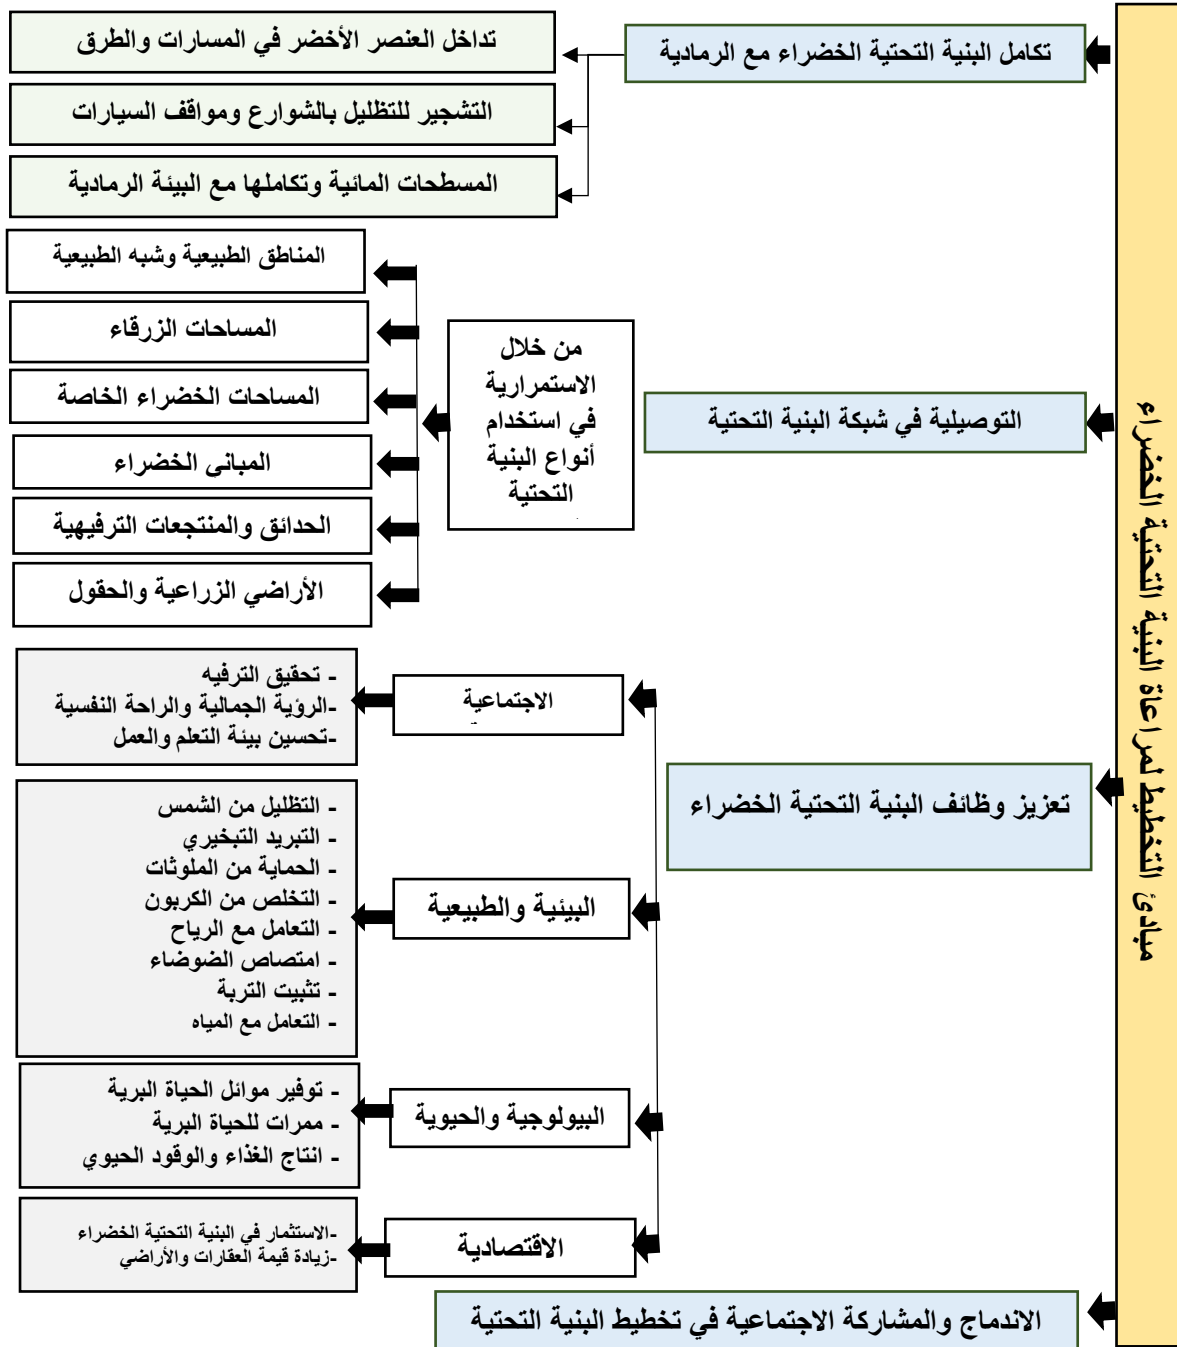 مبادئ التخطيط لمراعاة البنية التحتية الخضراء
تكامل البنية التحتية الخضراء مع الرمادية
تداخل العنصر الأخضر في المسارات والطرق
التشجير للتظليل بالشوارع ومواقف السيارات
المسطحات المائية وتكاملها مع البيئة الرمادية
التوصيلية في شبكة البنية التحتية
من خلال
الاستمرارية
في استخدام
أنواع البنية
التحتية
المناطق الطبيعية وشبه الطبيعية
المساحات الزرقاء
المساحات الخضراء الخاصة
المباني الخضراء
الحدائق والمنتجعات الترفيهية
الأراضي الزراعية والحقول
تعزيز وظائف البنية التحتية الخضراء
الاجتماعية
- تحقيق الترفيه
-الرؤية الجمالية والراحة النفسية
-تحسين بيئة التعلم والعمل
البيئية والطبيعية
- التظليل من الشمس
- التبريد التبخيري
- الحماية من الملوثات
- التخلص من الكربون
- التعامل مع الرياح
- امتصاص الضوضاء
- تثبيت التربة
- التعامل مع المياه
البيولوجية والحيوية
- توفير موائل الحياة البرية
- ممرات للحياة البرية
- انتاج الغذاء والوقود الحيوي
الاقتصادية
-الاستثمار في البنية التحتية الخضراء
-زيادة قيمة العقارات والأراضي
الاندماج والمشاركة الاجتماعية في تخطيط البنية التحتية